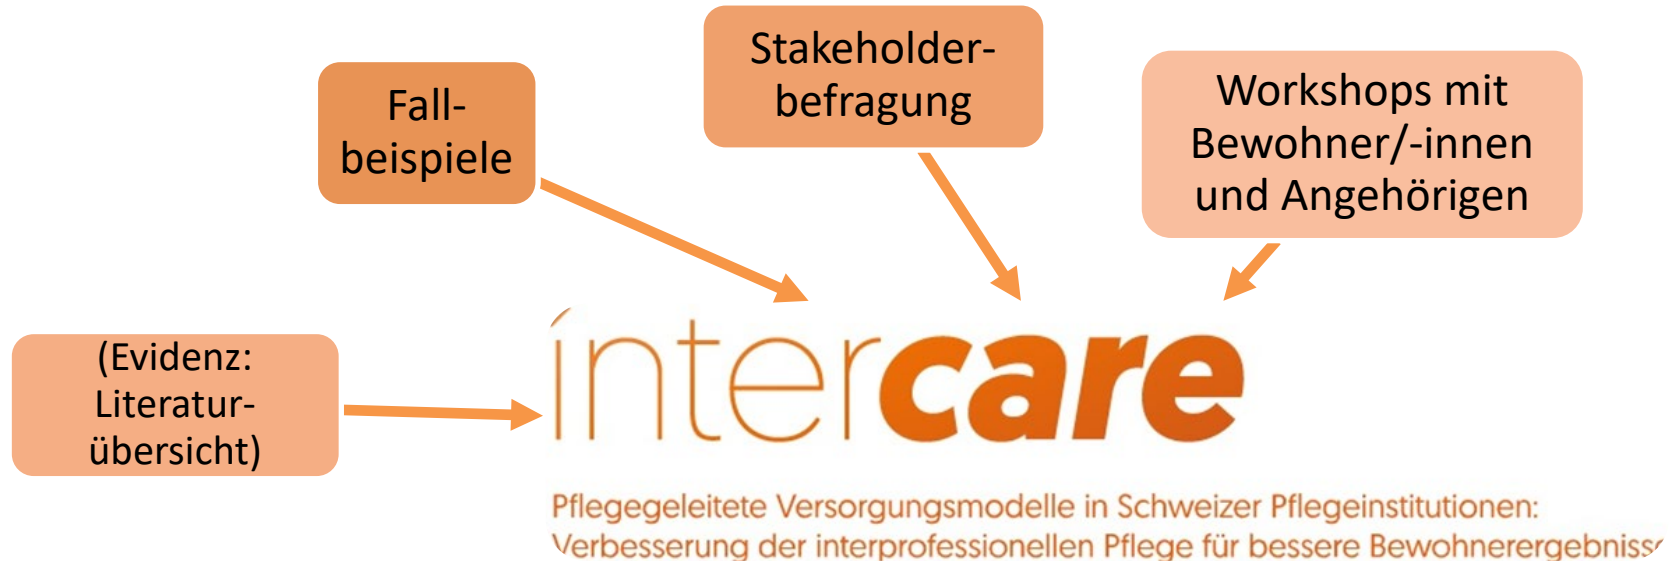 Fall-
beispiele
Stakeholder-
befragung
Workshops mit
Bewohner/-innen
und Angehörigen
(Evidenz:
Literatur-
übersicht)
intercare
Pflegegeleitete Versorgungsmodelle in Schweizer Pflegeinstitutionen:
Verbesserung der interprofessionellen Pflege für bessere Bewohnerergebnisse